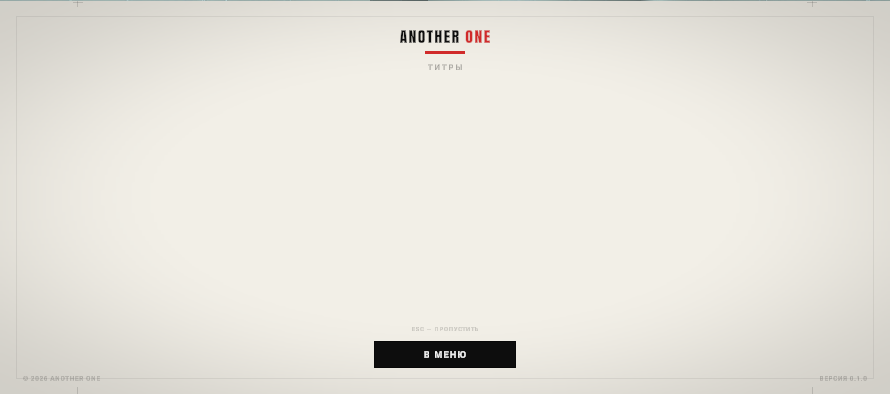 ANOTHER ONE
ТИТРЫ
ESC — ПРОПУСТИТЬ
В МЕНЮ
© 2026 ANOTHER ONE
ВЕРСИЯ 0.1.0